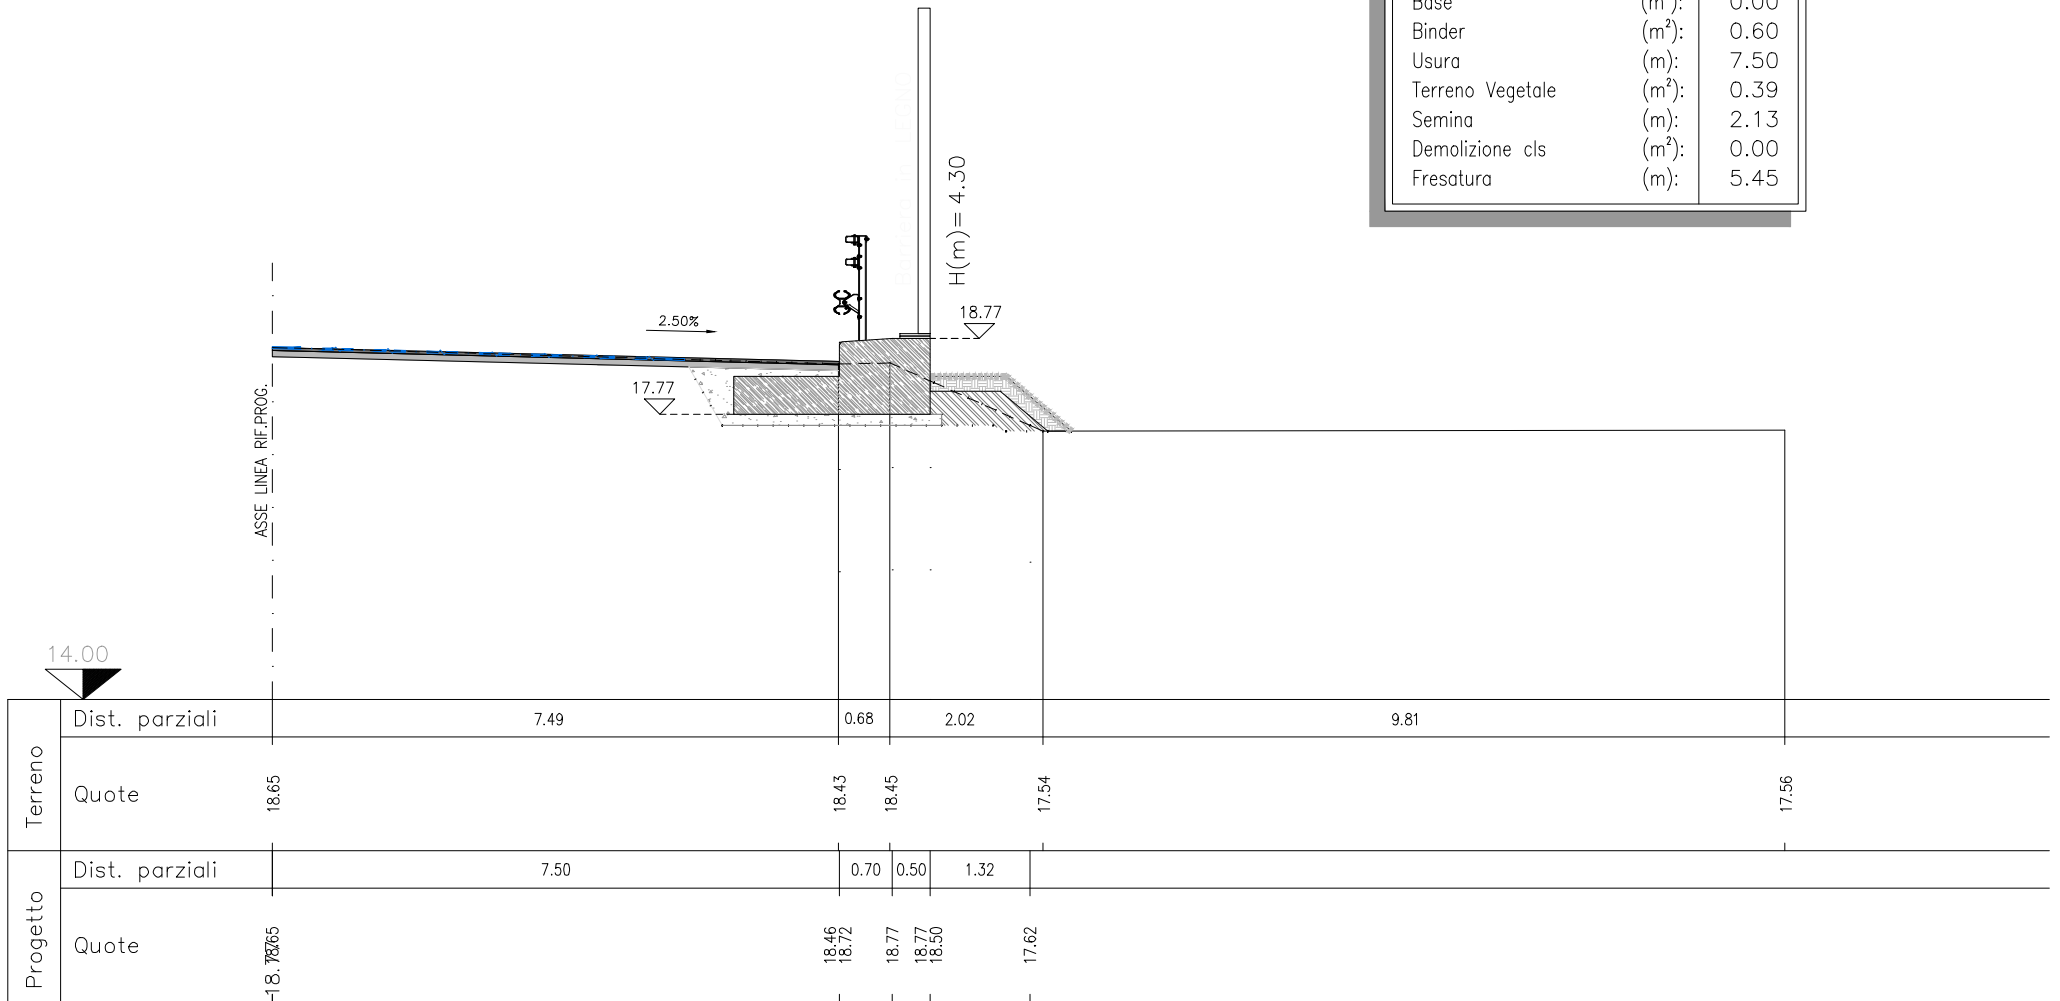 Base (m²): 0.00
Binder (m²): 0.60
Usura (m): 7.50
Terreno Vegetale (m²): 0.39
Semina (m): 2.13
Demolizione cls (m²): 0.00
Fresatura (m): 5.45
H(m)= 4.30
18.77
2.50%
17.77
ASSE LINEA RIF.PROG.
14.00
Terreno
Dist. parziali 7.49 0.68 2.02 9.81
Quote 18.65 18.43 18.45 17.54 17.56
Progetto
Dist. parziali 7.50 0.70 0.50 1.32
Quote 18.46 18.72 18.77 18.77 18.50 17.62